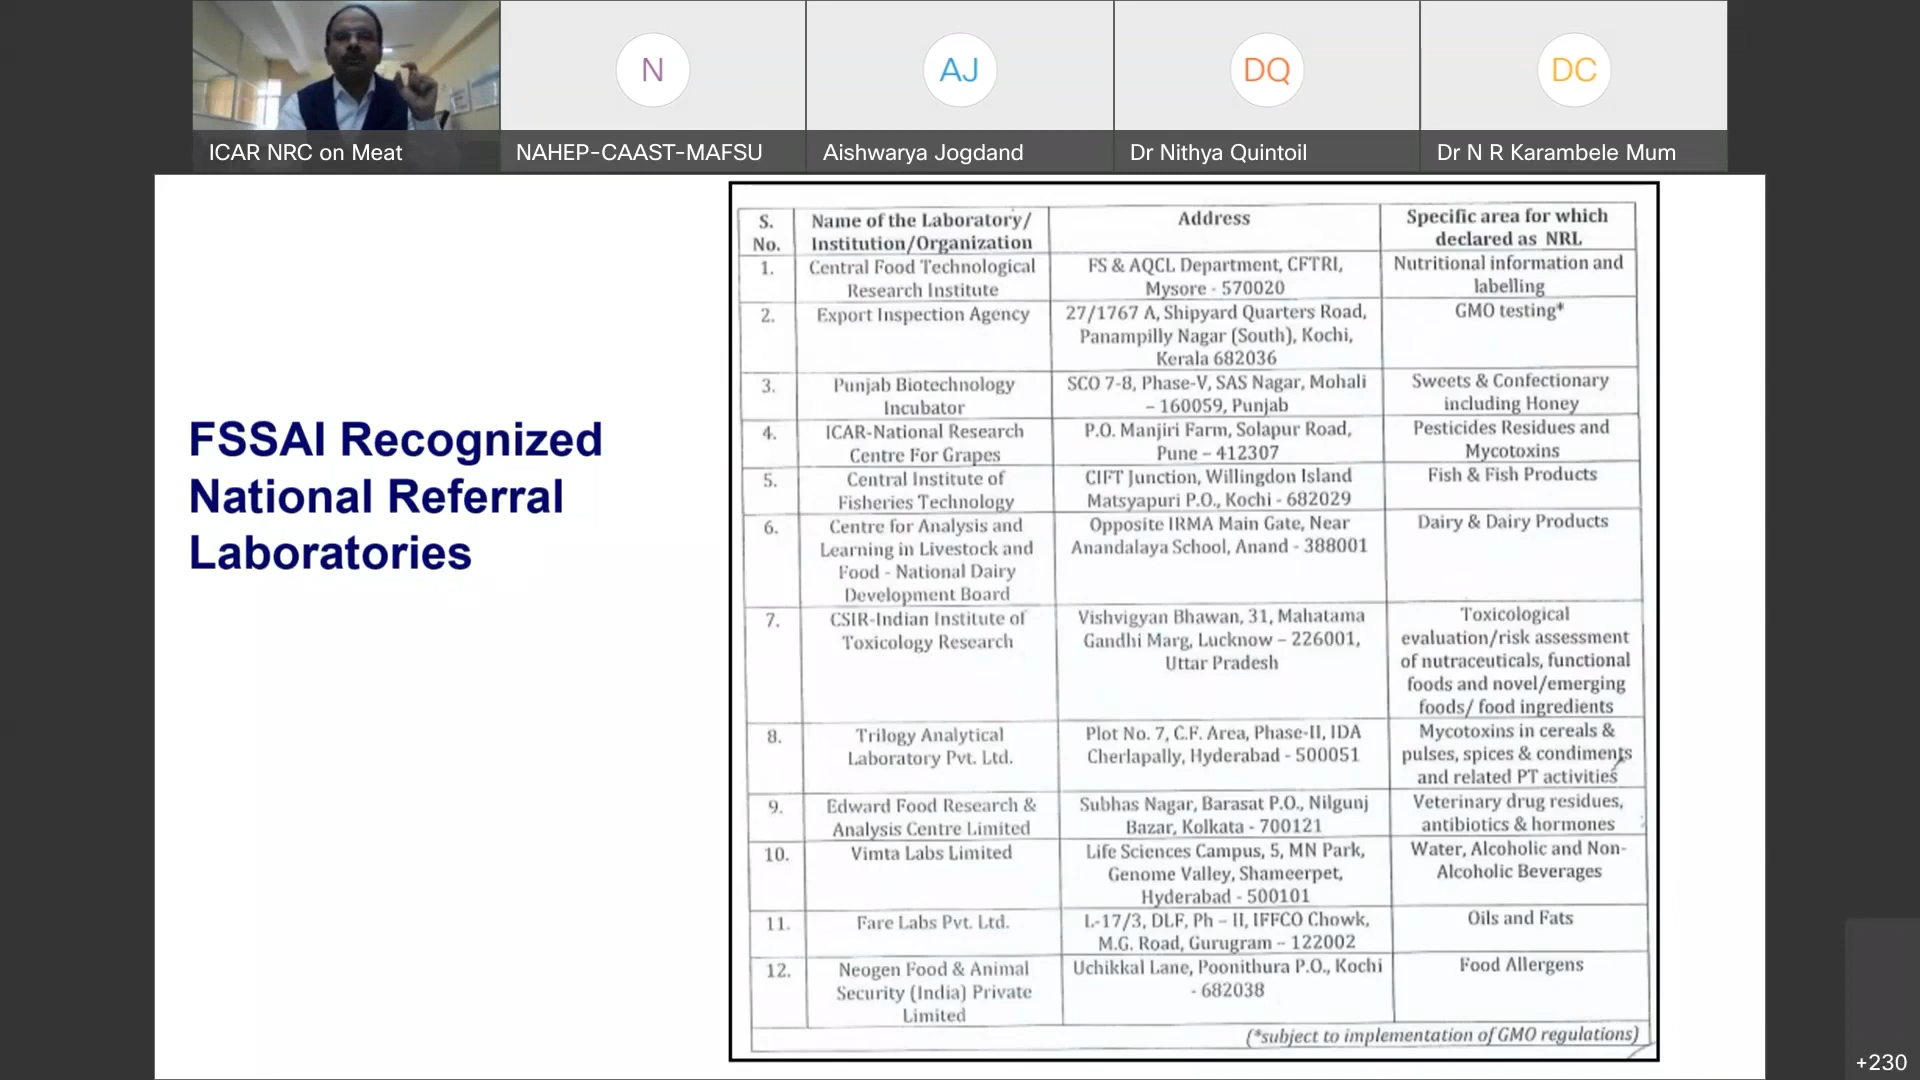 N
AJ
DQ
DC
ICAR NRC on Meat
NAHEP-CAAST-MAFSU
Aishwarya Jogdand
Dr Nithya Quintoil
Dr N R Karambele Mum
FSSAI Recognized
National Referral
Laboratories
S.
No.
Name of the Laboratory/
Institution/Organization
Address
Specific area for which
declared as NRL
1.
Central Food Technological
Research Institute
FS & AQCL Department, CFTRI,
Mysore - 570020
Nutritional information and
labelling
2.
Export Inspection Agency
27/1767 A, Shipyard Quarters Road,
Panampilly Nagar (South), Kochi,
Kerala 682036
GMO testing*
3.
Punjab Biotechnology
Incubator
SCO 7-8, Phase-V, SAS Nagar, Mohali
– 160059, Punjab
Sweets & Confectionary
including Honey
4.
ICAR-National Research
Centre For Grapes
P.O. Manjiri Farm, Solapur Road,
Pune – 412307
Pesticides Residues and
Mycotoxins
5.
Central Institute of
Fisheries Technology
CIFT Junction, Willingdon Island
Matsyapuri P.O., Kochi - 682029
Fish & Fish Products
6.
Centre for Analysis and
Learning in Livestock and
Food - National Dairy
Development Board
Opposite IRMA Main Gate, Near
Anandalaya School, Anand - 388001
Dairy & Dairy Products
7.
CSIR-Indian Institute of
Toxicology Research
Vishvigyan Bhawan, 31, Mahatama
Gandhi Marg, Lucknow – 226001,
Uttar Pradesh
Toxicological
evaluation/risk assessment
of nutraceuticals, functional
foods and novel/emerging
foods/ food ingredients
8.
Trilogy Analytical
Laboratory Pvt. Ltd.
Plot No. 7, C.F. Area, Phase-II, IDA
Cherlapally, Hyderabad - 500051
Mycotoxins in cereals &
pulses, spices & condiments
and related PT activities
9.
Edward Food Research &
Analysis Centre Limited
Subhas Nagar, Barasat P.O., Nilgunj
Bazar, Kolkata - 700121
Veterinary drug residues,
antibiotics & hormones
10.
Vimta Labs Limited
Life Sciences Campus, 5, MN Park,
Genome Valley, Shameerpet,
Hyderabad - 500101
Water, Alcoholic and Non-
Alcoholic Beverages
11.
Fare Labs Pvt. Ltd.
L-17/3, DLF, Ph – II, IFFCO Chowk,
M.G. Road, Gurugram – 122002
Oils and Fats
12.
Neogen Food & Animal
Security (India) Private
Limited
Uchikkal Lane, Poonithura P.O., Kochi
- 682038
Food Allergens
(*subject to implementation of GMO regulations)
+230